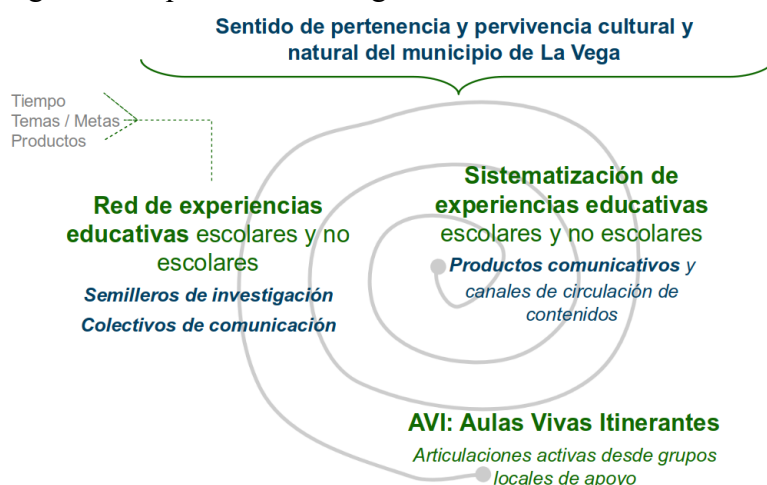 Sentido de pertenencia y pervivencia cultural y
natural del municipio de La Vega
Tiempo
Temas / Metas
Productos
Red de experiencias
educativas escolares y no
escolares
Semilleros de investigación
Colectivos de comunicación
Sistematización de
experiencias educativas
escolares y no escolares
Productos comunicativos y
canales de circulación de
contenidos
AVI: Aulas Vivas Itinerantes
Articulaciones activas desde grupos
locales de apoyo